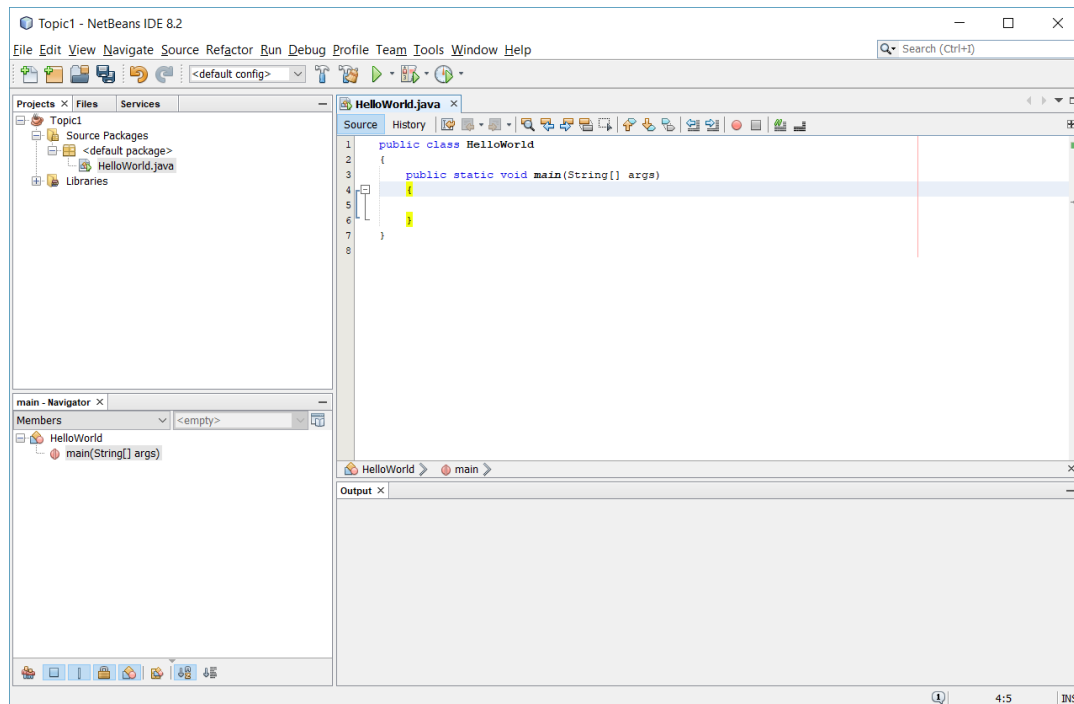 Topic1 - NetBeans IDE 8.2
File Edit View Navigate Source Refactor Run Debug Profile Team Tools Window Help
Search (Ctrl+I)
<default config>
Projects Files Services
Topic1
Source Packages
<default package>
HelloWorld.java
Libraries
HelloWorld.java
Source History
1 public class HelloWorld
2 {
3 public static void main(String[] args)
4 {
5
6 }
7 }
8
HelloWorld main
main - Navigator
Members <empty>
HelloWorld
main(String[] args)
Output
4:5 INS